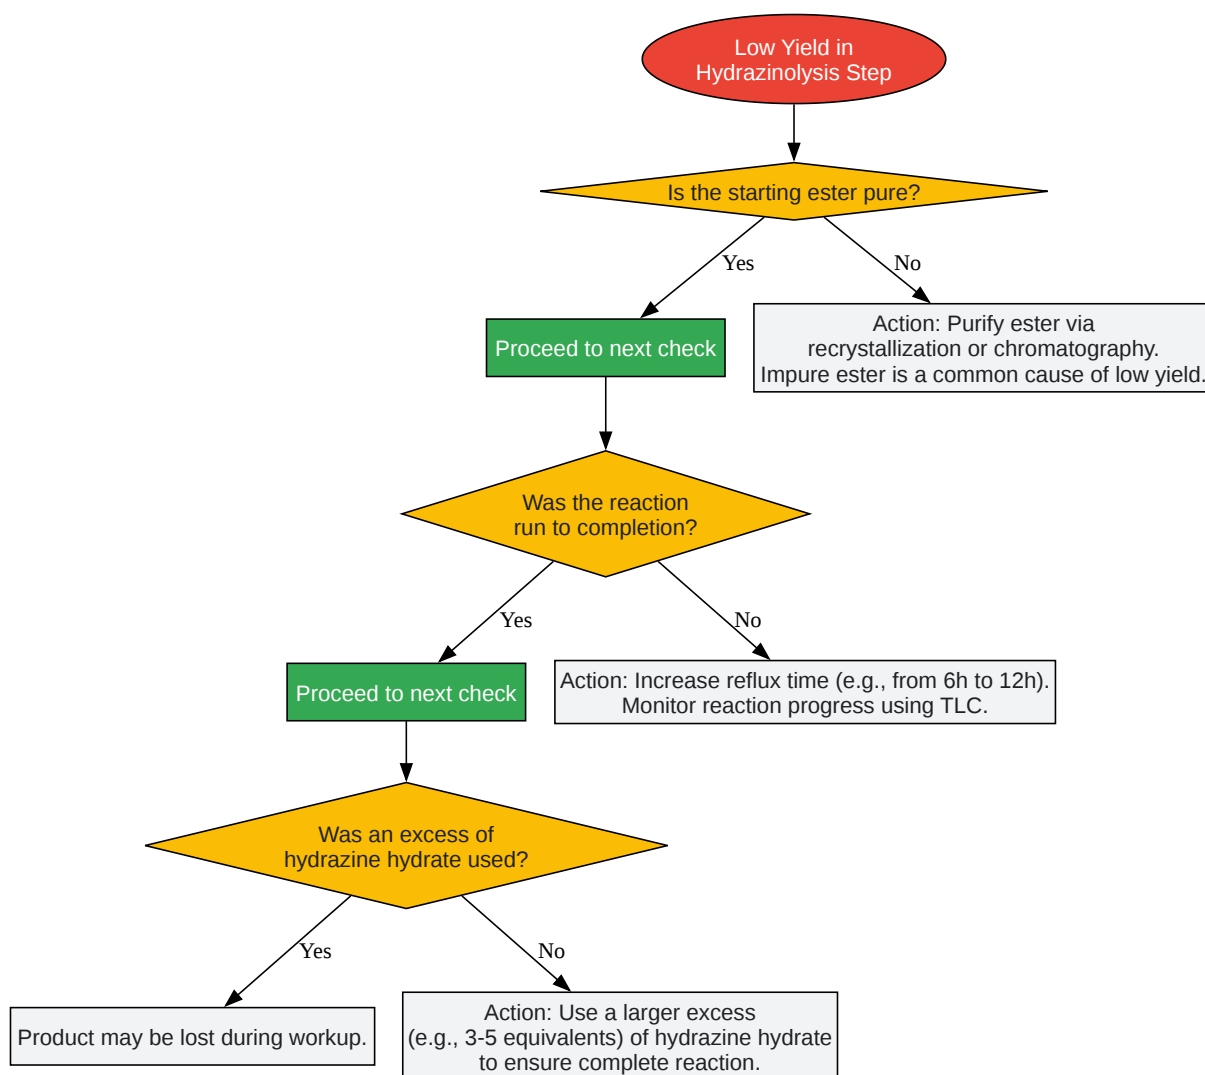 Low Yield in
Hydrazinolysis Step
Is the starting ester pure?
Yes
No
Proceed to next check
Action: Purify ester via
recrystallization or chromatography.
Impure ester is a common cause of low yield.
Was the reaction
run to completion?
Yes
No
Proceed to next check
Action: Increase reflux time (e.g., from 6h to 12h).
Monitor reaction progress using TLC.
Was an excess of
hydrazine hydrate used?
Yes
No
Product may be lost during workup.
Action: Use a larger excess
(e.g., 3-5 equivalents) of hydrazine hydrate
to ensure complete reaction.